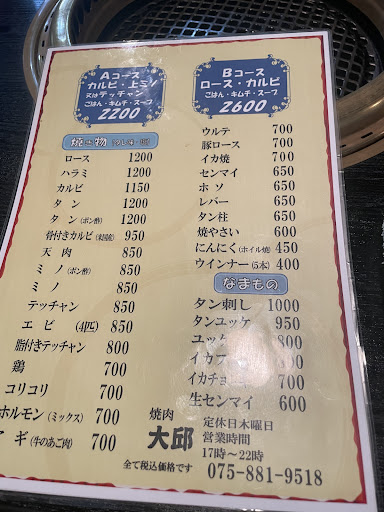 Aコース
カルビ・上ミノ
又はテッチャン
ごはん・キムチ・スープ
2200
Bコース
ロース・カルビ
ごはん・キムチ・スープ
2600
焼き物
ロース 1200
ハラミ 1200
カルビ 1150
タン 1200
タン(ポン酢) 1200
骨付きカルビ 950
天肉 850
ミノ(ポン酢) 850
ミノ 850
テッチャン 850
エビ (4匹) 850
脂付きテッチャン 800
鶏 700
コリコリ 700
ホルモン(ミックス) 700
アギ(牛のあご肉) 700
ウルテ 700
豚ロース 700
イカ焼 700
センマイ 650
ホソ 650
レバー 650
タン柱 650
焼やさい 600
にんにく(ホイル焼) 450
ウインナー(5本) 400
なまもの
タン刺し 1000
タンユッケ 950
ユッケ
イカフ
イカチョ 700
生センマイ 600
焼肉
大邱
定休日木曜日
営業時間
17時〜22時
全て税込価格です 075-881-9518